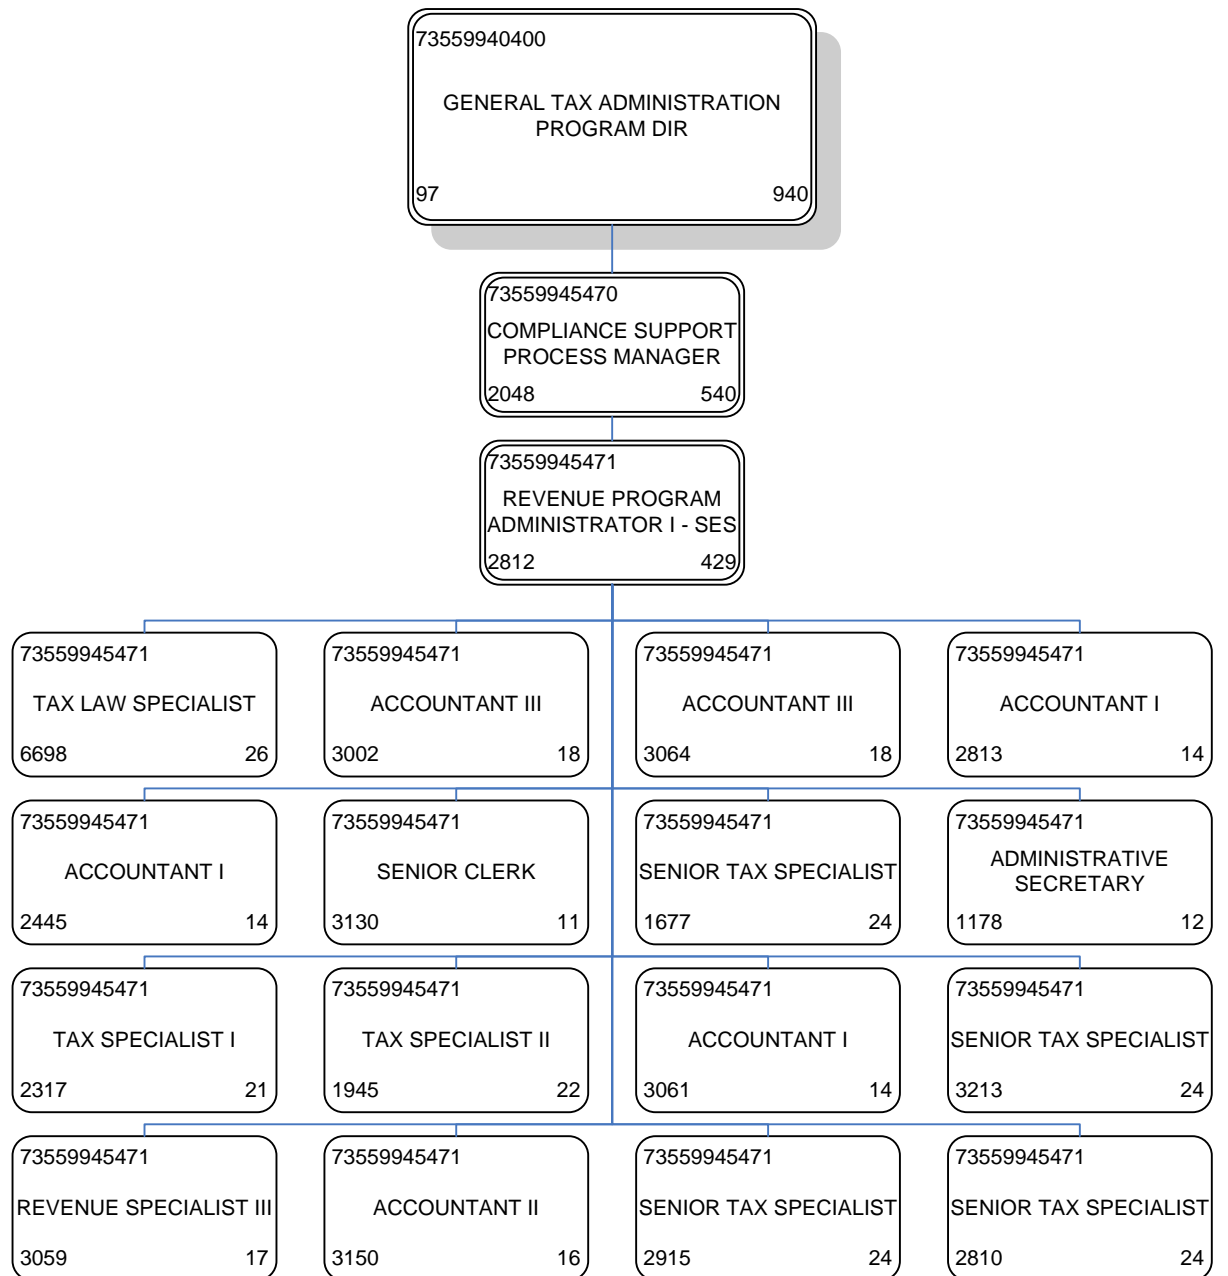 73559940400
GENERAL TAX ADMINISTRATION
PROGRAM DIR
97 940
73559945470
COMPLIANCE SUPPORT
PROCESS MANAGER
2048 540
73559945471
REVENUE PROGRAM
ADMINISTRATOR I - SES
2812 429
73559945471
TAX LAW SPECIALIST
6698 26
73559945471
ACCOUNTANT III
3002 18
73559945471
ACCOUNTANT III
3064 18
73559945471
ACCOUNTANT I
2813 14
73559945471
ACCOUNTANT I
2445 14
73559945471
SENIOR CLERK
3130 11
73559945471
SENIOR TAX SPECIALIST
1677 24
73559945471
ADMINISTRATIVE
SECRETARY
1178 12
73559945471
TAX SPECIALIST I
2317 21
73559945471
TAX SPECIALIST II
1945 22
73559945471
ACCOUNTANT I
3061 14
73559945471
SENIOR TAX SPECIALIST
3213 24
73559945471
REVENUE SPECIALIST III
3059 17
73559945471
ACCOUNTANT II
3150 16
73559945471
SENIOR TAX SPECIALIST
2915 24
73559945471
SENIOR TAX SPECIALIST
2810 24